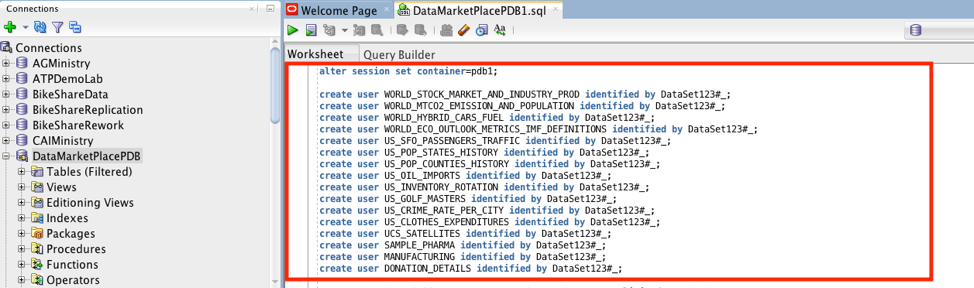 Connections
Welcome Page
DataMarketPlacePDB1.sql
Worksheet
Query Builder
Connections
AGMinistry
ATPDemoLab
BikeShareData
BikeShareReplication
BikeShareRework
CAIMinistry
DataMarketPlacePDB
Tables (Filtered)
Views
Editioning Views
Indexes
Packages
Procedures
Functions
Operators
alter session set container=pdb1;
create user WORLD_STOCK_MARKET_AND_INDUSTRY_PROD identified by DataSet123#_;
create user WORLD_MTCO2_EMISSION_AND_POPULATION identified by DataSet123#_;
create user WORLD_HYBRID_CARS_FUEL identified by DataSet123#_;
create user WORLD_ECO_OUTLOOK_METRICS_IMF_DEFINITIONS identified by DataSet123#_;
create user US_SFO_PASSENGERS_TRAFFIC identified by DataSet123#_;
create user US_POP_STATES_HISTORY identified by DataSet123#_;
create user US_POP_COUNTIES_HISTORY identified by DataSet123#_;
create user US_OIL_IMPORTS identified by DataSet123#_;
create user US_INVENTORY_ROTATION identified by DataSet123#_;
create user US_GOLF_MASTERS identified by DataSet123#_;
create user US_CRIME_RATE_PER_CITY identified by DataSet123#_;
create user US_CLOTHES_EXPENDITURES identified by DataSet123#_;
create user UCS_SATELLITES identified by DataSet123#_;
create user SAMPLE_PHARMA identified by DataSet123#_;
create user MANUFACTURING identified by DataSet123#_;
create user DONATION_DETAILS identified by DataSet123#_;